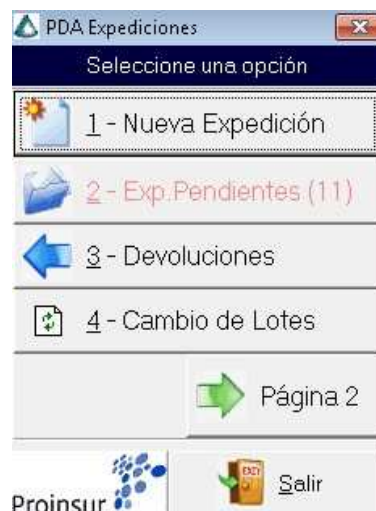 PDA Expediciones
Seleccione una opción
1 - Nueva Expedición
2 - Exp.Pendientes (11)
3 - Devoluciones
4 - Cambio de Lotes
Página 2
EXIT
Proinsur
Salir